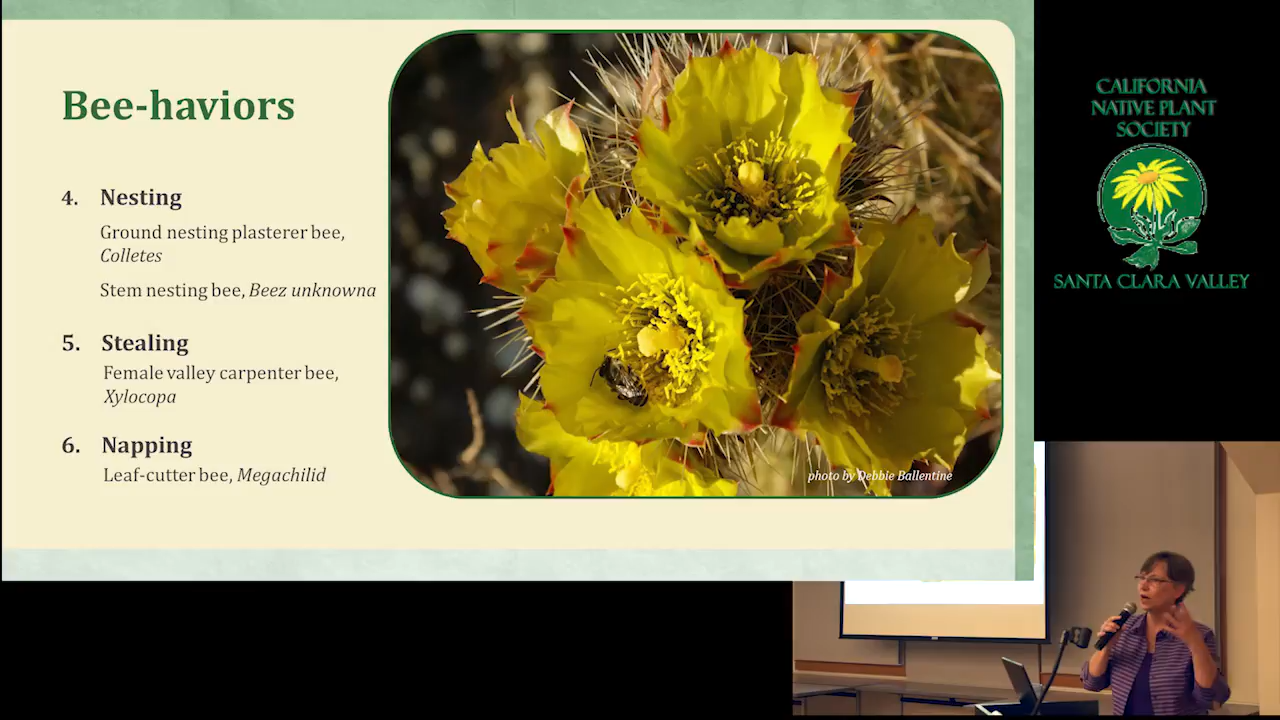 Bee-haviors
4. Nesting
Ground nesting plasterer bee,
Colletes
Stem nesting bee, Beez unknowna
5. Stealing
Female valley carpenter bee,
Xylocopa
6. Napping
Leaf-cutter bee, Megachilid
photo by Debbie Ballentine
CALIFORNIA
NATIVE PLANT
SOCIETY
SANTA CLARA VALLEY